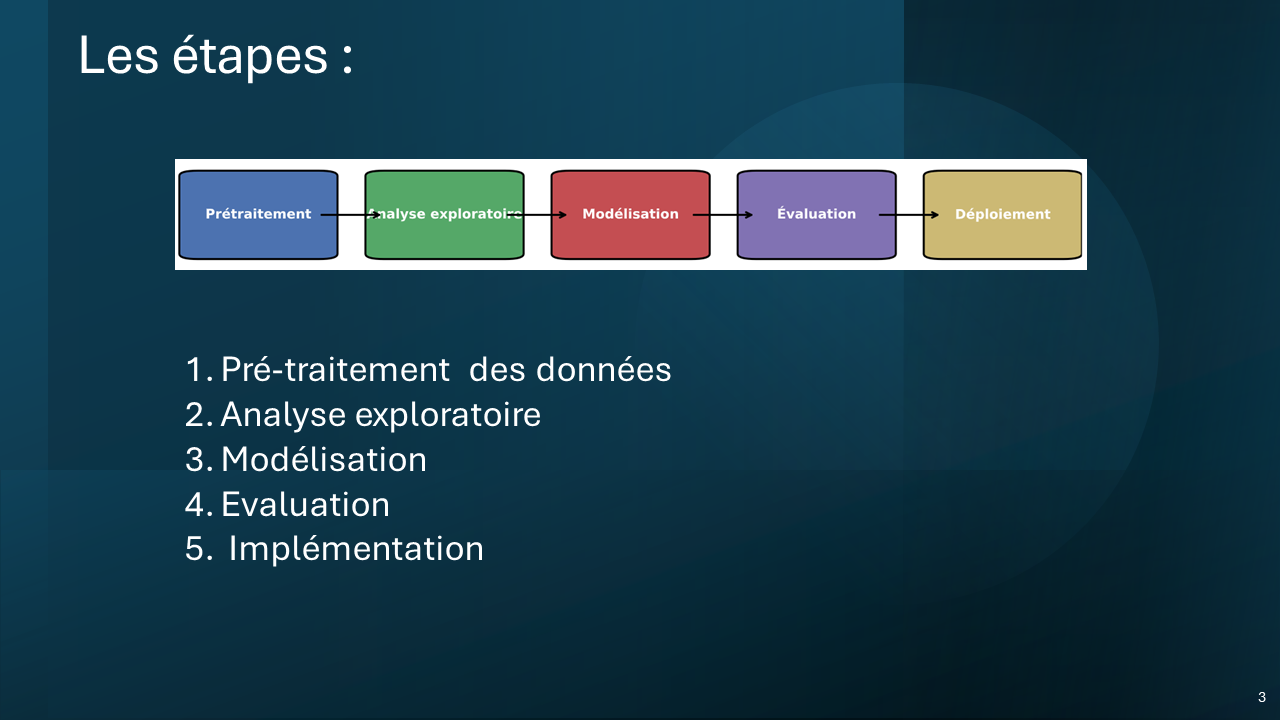 Les étapes :
Prétraitement
Analyse exploratoire
Modélisation
Évaluation
Déploiement
1. Pré-traitement  des données
2. Analyse exploratoire
3. Modélisation
4. Evaluation
5.  Implémentation
3